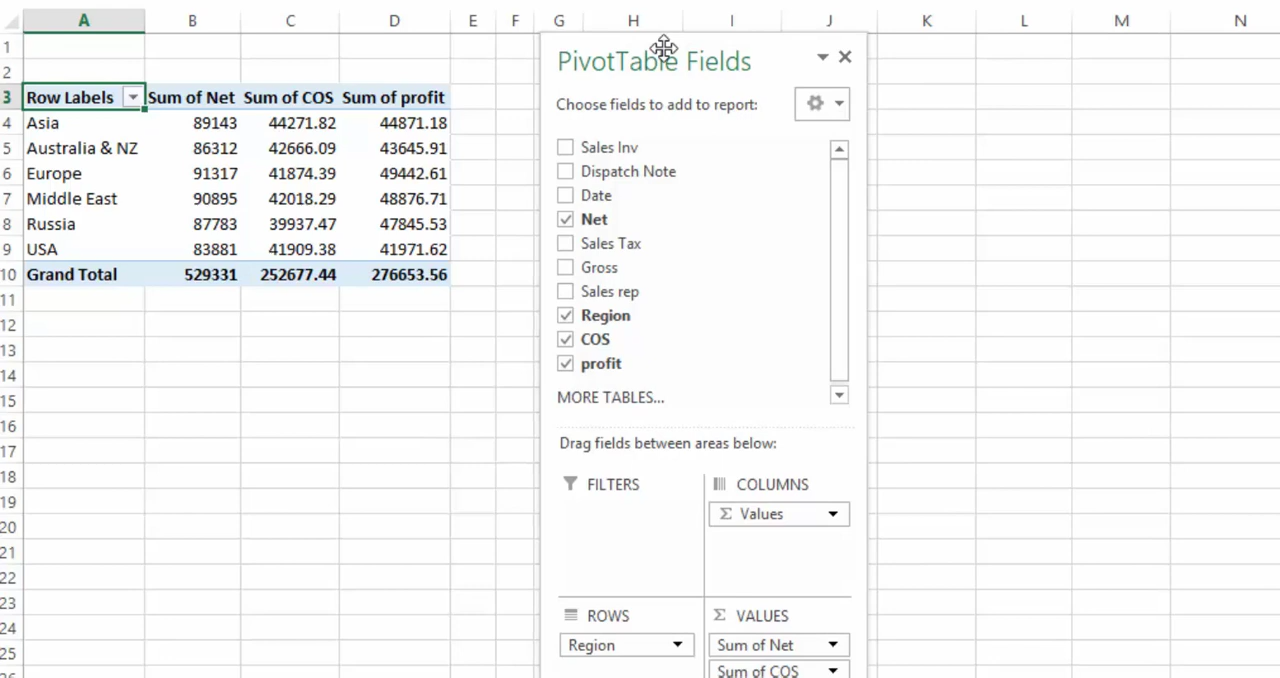 A B C D E F G H I J K L M N
1
2
3 Row Labels Sum of Net Sum of COS Sum of profit
4 Asia 89143 44271.82 44871.18
5 Australia & NZ 86312 42666.09 43645.91
6 Europe 91317 41874.39 49442.61
7 Middle East 90895 42018.29 48876.71
8 Russia 87783 39937.47 47845.53
9 USA 83881 41909.38 41971.62
10 Grand Total 529331 252677.44 276653.56
11
12
13
14
15
16
17
18
19
20
21
22
23
24
25
PivotTable Fields
Choose fields to add to report:
Sales Inv
Dispatch Note
Date
Net
Sales Tax
Gross
Sales rep
Region
COS
profit
MORE TABLES...
Drag fields between areas below:
FILTERS
COLUMNS
Σ Values
ROWS
Region
Σ VALUES
Sum of Net
Sum of COS